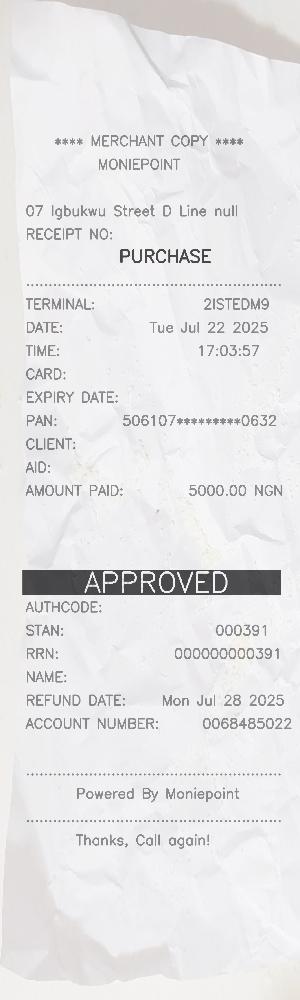 **** MERCHANT COPY ****
MONIEPOINT
07 Igbukwu Street D Line null
RECEIPT NO:
PURCHASE
TERMINAL: 2ISTEDM9
DATE: Tue Jul 22 2025
TIME: 17:03:57
CARD:
EXPIRY DATE:
PAN: 506107*********0632
CLIENT:
AID:
AMOUNT PAID: 5000.00 NGN
APPROVED
AUTHCODE:
STAN: 000391
RRN: 000000000391
NAME:
REFUND DATE: Mon Jul 28 2025
ACCOUNT NUMBER: 0068485022
Powered By Moniepoint
Thanks, Call again!